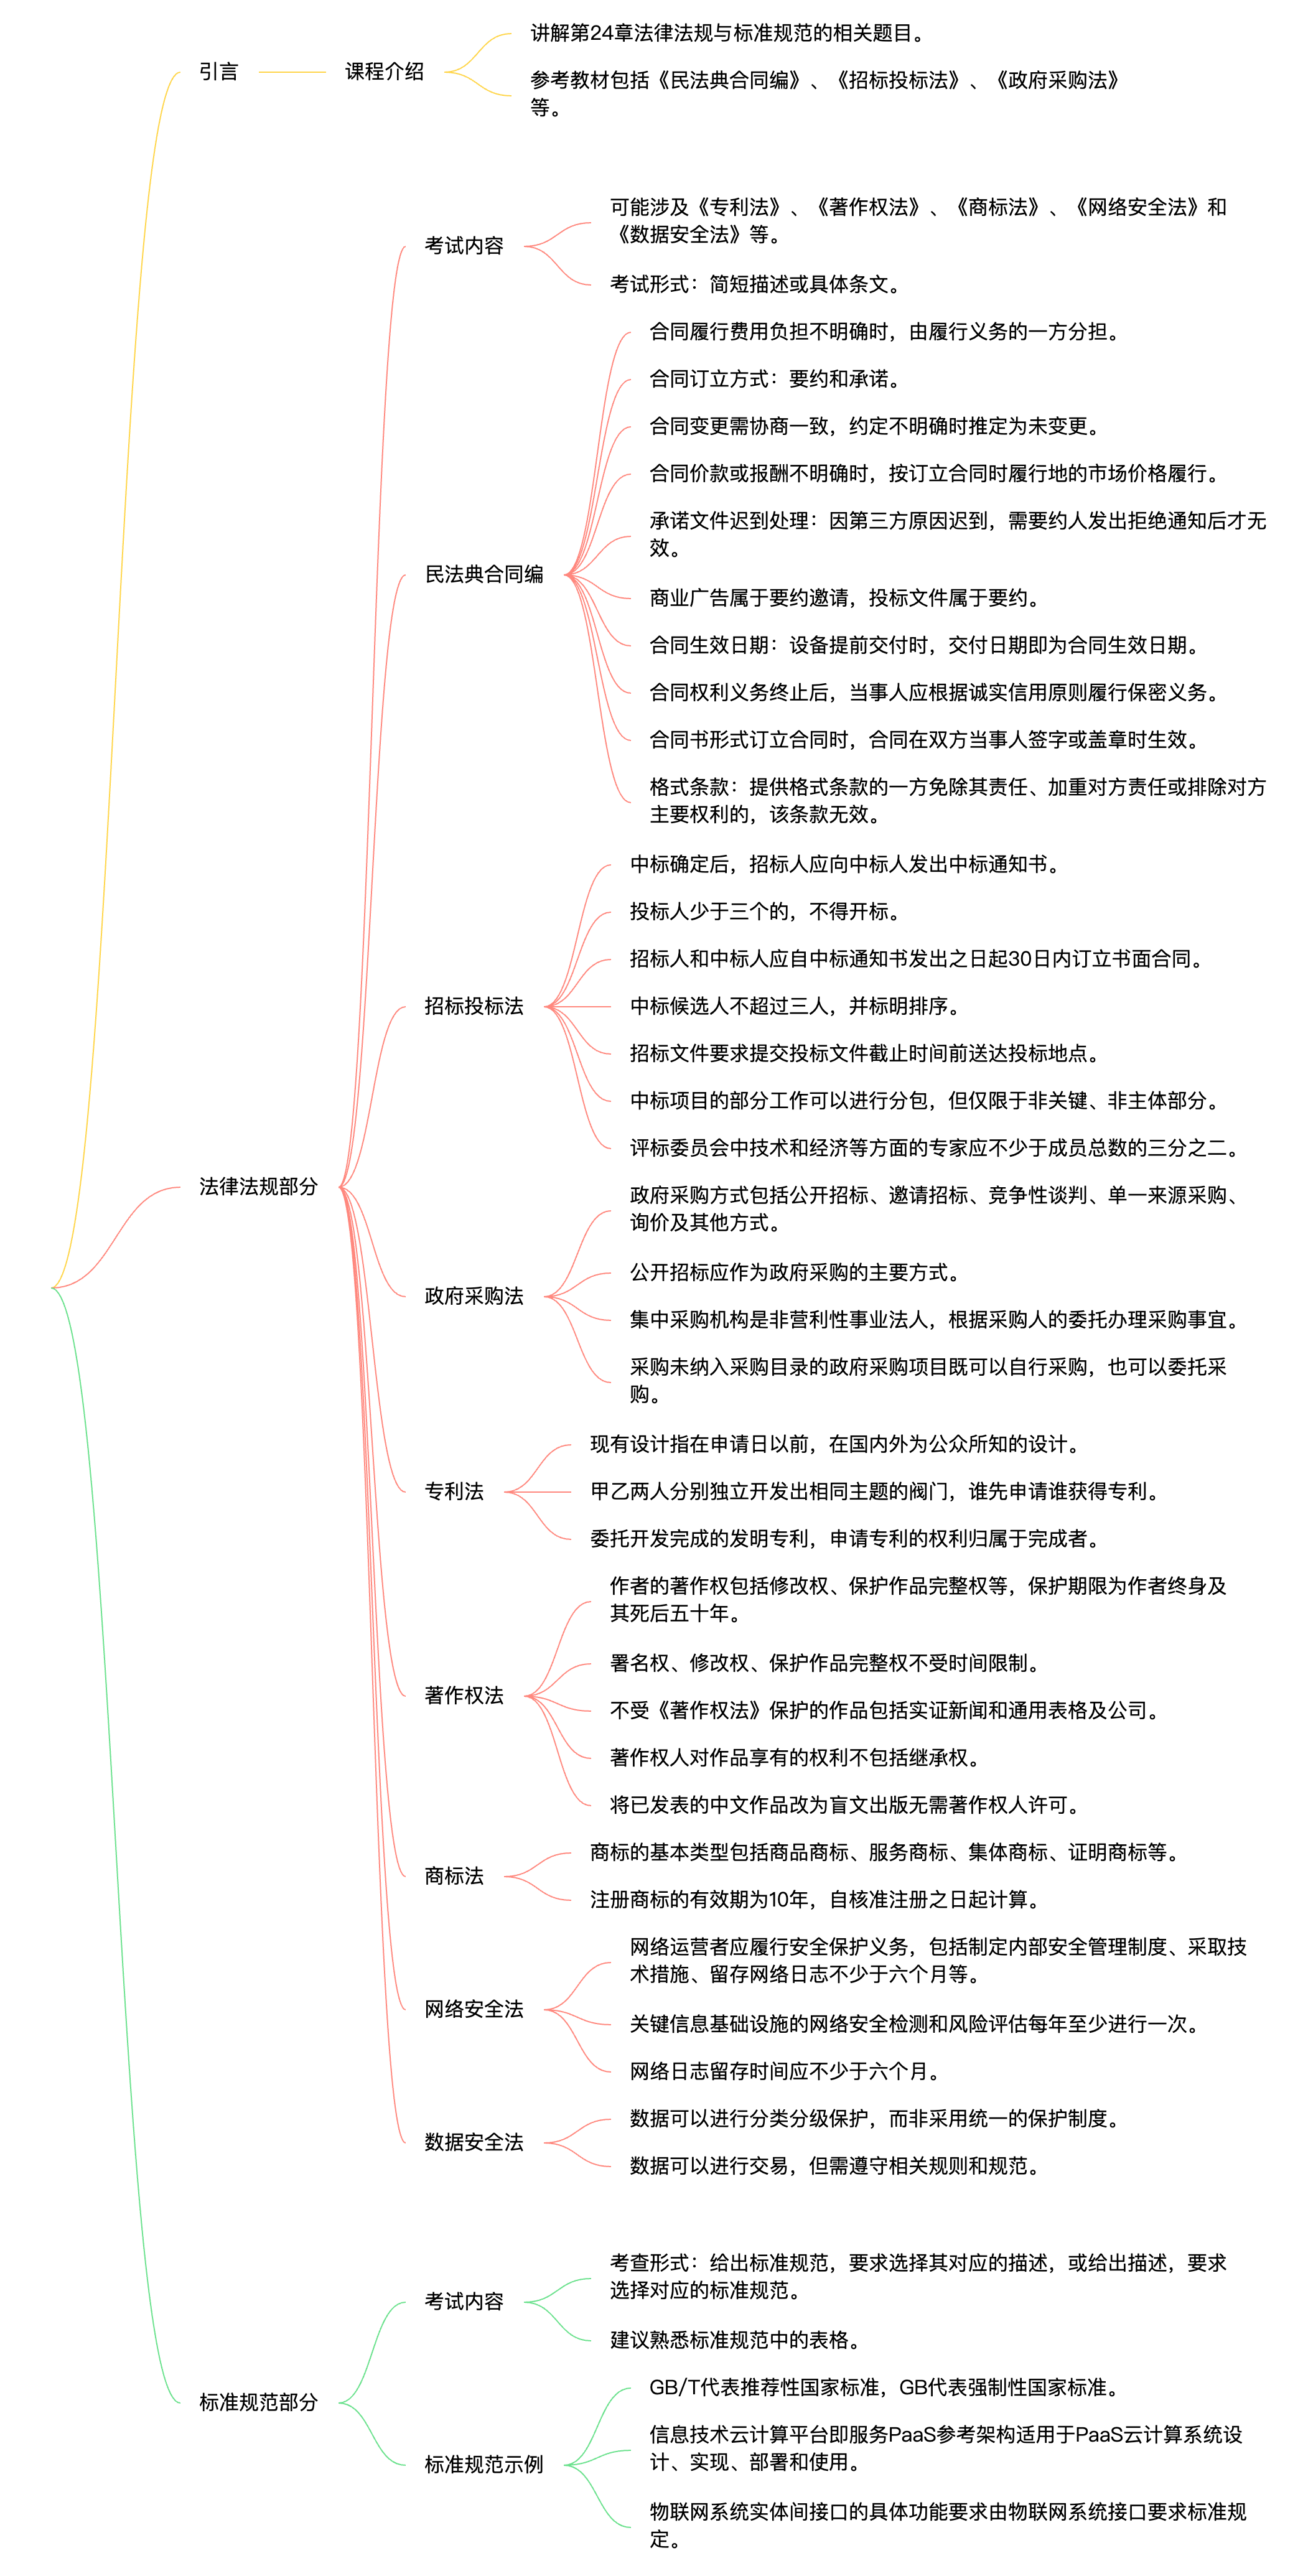 引言
课程介绍
讲解第24章法律法规与标准规范的相关题目。
参考教材包括《民法典合同编》、《招标投标法》、《政府采购法》
等。
法律法规部分
考试内容
可能涉及《专利法》、《著作权法》、《商标法》、《网络安全法》和
《数据安全法》等。
考试形式：简短描述或具体条文。
民法典合同编
合同履行费用负担不明确时，由履行义务的一方分担。
合同订立方式：要约和承诺。
合同变更需协商一致，约定不明确时推定为未变更。
合同价款或报酬不明确时，按订立合同时履行地的市场价格履行。
承诺文件迟到处理：因第三方原因迟到，需要约人发出拒绝通知后才无
效。
商业广告属于要约邀请，投标文件属于要约。
合同生效日期：设备提前交付时，交付日期即为合同生效日期。
合同权利义务终止后，当事人应根据诚实信用原则履行保密义务。
合同书形式订立合同时，合同在双方当事人签字或盖章时生效。
格式条款：提供格式条款的一方免除其责任、加重对方责任或排除对方
主要权利的，该条款无效。
招标投标法
中标确定后，招标人应向中标人发出中标通知书。
投标人少于三个的，不得开标。
招标人和中标人应自中标通知书发出之日起30日内订立书面合同。
中标候选人不超过三人，并标明排序。
招标文件要求提交投标文件截止时间前送达投标地点。
中标项目的部分工作可以进行分包，但仅限于非关键、非主体部分。
评标委员会中技术和经济等方面的专家应不少于成员总数的三分之二。
政府采购法
政府采购方式包括公开招标、邀请招标、竞争性谈判、单一来源采购、
询价及其他方式。
公开招标应作为政府采购的主要方式。
集中采购机构是非营利性事业法人，根据采购人的委托办理采购事宜。
采购未纳入采购目录的政府采购项目既可以自行采购，也可以委托采
购。
专利法
现有设计指在申请日以前，在国内外为公众所知的设计。
甲乙两人分别独立开发出相同主题的阀门，谁先申请谁获得专利。
委托开发完成的发明专利，申请专利的权利归属于完成者。
著作权法
作者的著作权包括修改权、保护作品完整权等，保护期限为作者终身及
其死后五十年。
署名权、修改权、保护作品完整权不受时间限制。
不受《著作权法》保护的作品包括实证新闻和通用表格及公司。
著作权人对作品享有的权利不包括继承权。
将已发表的中文作品改为盲文出版无需著作权人许可。
商标法
商标的基本类型包括商品商标、服务商标、集体商标、证明商标等。
注册商标的有效期为10年，自核准注册之日起计算。
网络安全法
网络运营者应履行安全保护义务，包括制定内部安全管理制度、采取技
术措施、留存网络日志不少于六个月等。
关键信息基础设施的网络安全检测和风险评估每年至少进行一次。
网络日志留存时间应不少于六个月。
数据安全法
数据可以进行分类分级保护，而非采用统一的保护制度。
数据可以进行交易，但需遵守相关规则和规范。
标准规范部分
考试内容
考查形式：给出标准规范，要求选择其对应的描述，或给出描述，要求
选择对应的标准规范。
建议熟悉标准规范中的表格。
标准规范示例
GB/T代表推荐性国家标准，GB代表强制性国家标准。
信息技术云计算平台即服务PaaS参考架构适用于PaaS云计算系统设
计、实现、部署和使用。
物联网系统实体间接口的具体功能要求由物联网系统接口要求标准规
定。